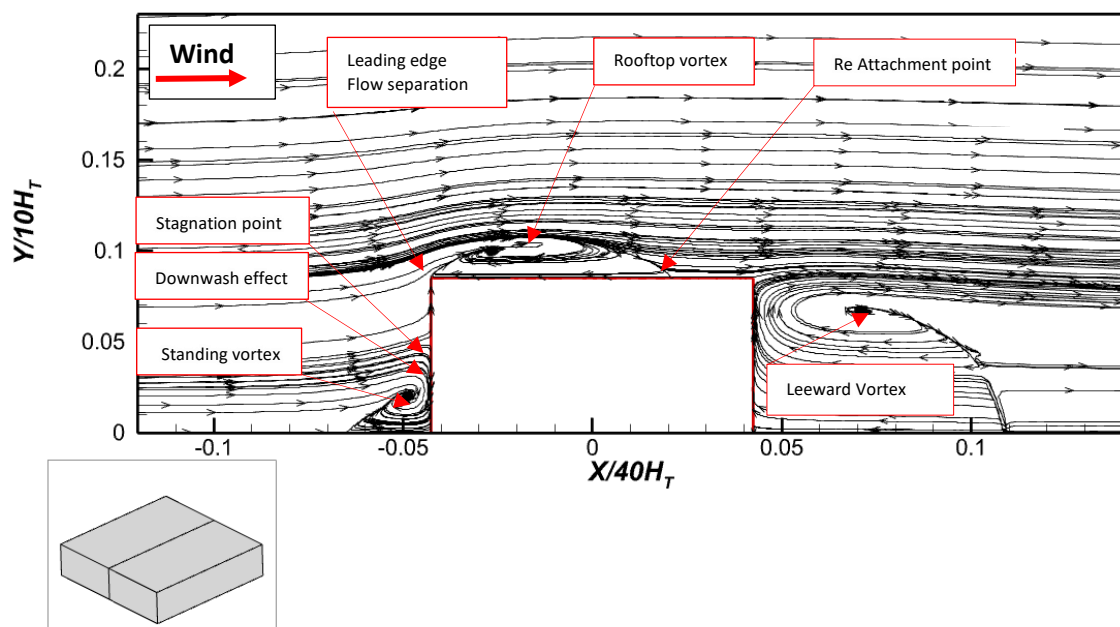 Wind
Leading edge
Flow separation
Rooftop vortex
Re Attachment point
Stagnation point
Downwash effect
Standing vortex
Leeward Vortex
0.2
0.15
0.1
0.05
0
Y/10H_T
-0.1
-0.05
0
0.05
0.1
X/40H_T